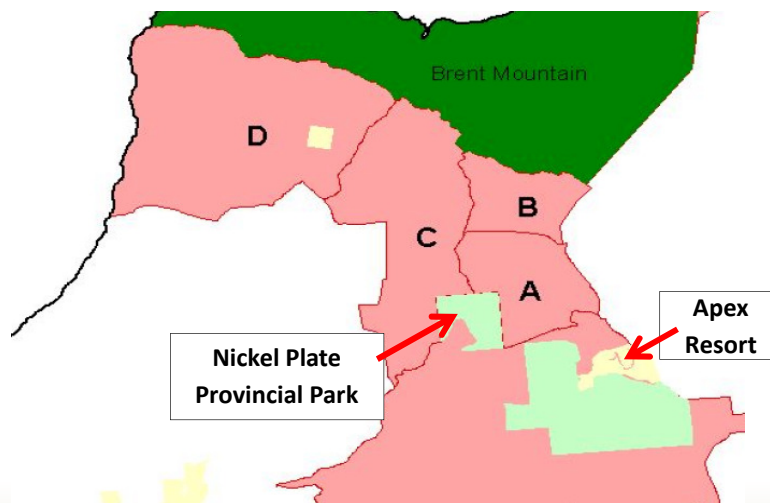 Brent Mountain
D
B
C
A
Apex
Resort
Nickel Plate
Provincial Park